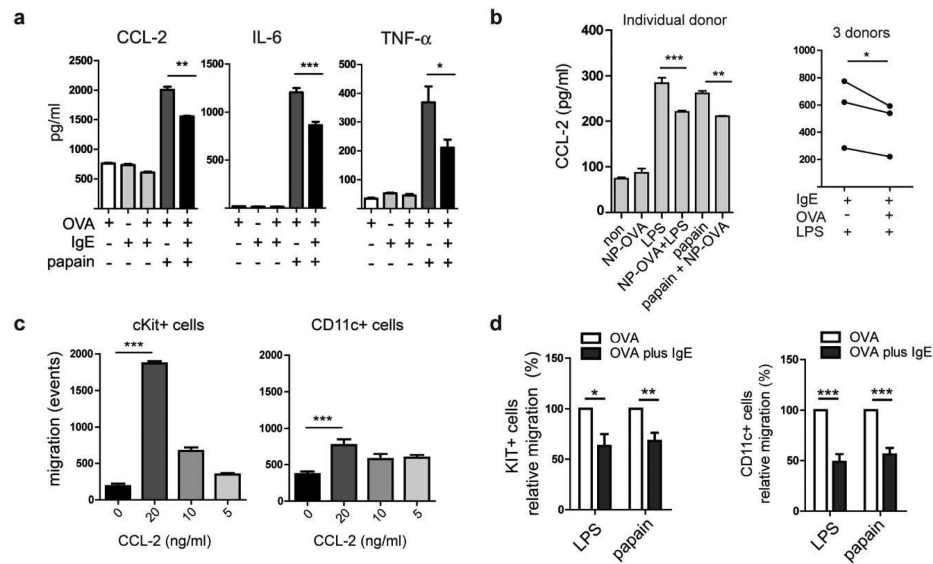 a
CCL-2
IL-6
TNF-α
pg/ml
2500
2000
1500
1000
500
0
**
1500
1000
500
0
***
500
400
300
200
100
0
*
OVA + - + + + + - + + + + - + + +
IgE - + + - + - + + - + - + + - +
papain - - - + + - - - + + - - - + +
b
Individual donor
CCL-2 (pg/ml)
400
300
200
100
0
***
**
non
NP-OVA
LPS
NP-OVA+LPS
papain
papain + NP-OVA
3 donors
1000
800
600
400
200
*
IgE + +
OVA - +
LPS + +
c
cKit+ cells
migration (events)
2000
1500
1000
500
0
***
0 20 10 5
CCL-2 (ng/ml)
CD11c+ cells
2000
1500
1000
500
0
***
0 20 10 5
CCL-2 (ng/ml)
d
OVA
OVA plus IgE
KIT+ cells
relative migration (%)
150
100
50
0
* **
LPS
papain
OVA
OVA plus IgE
CD11c+ cells
relative migration (%)
150
100
50
0
*** ***
LPS
papain